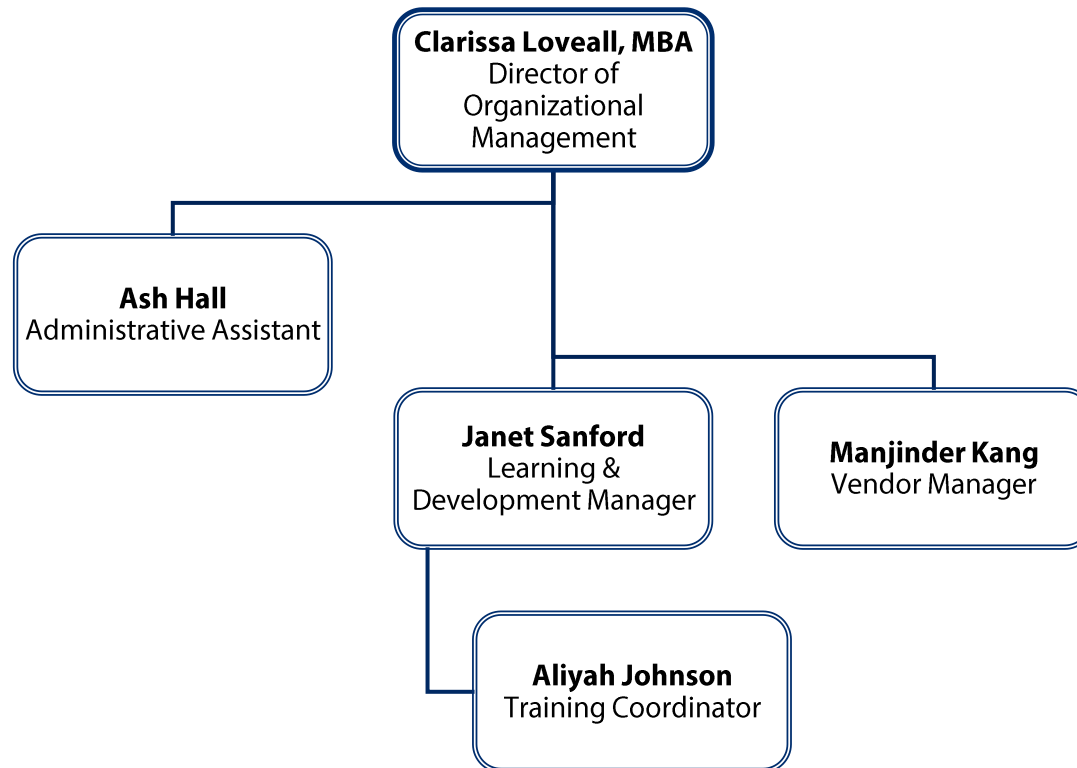 Clarissa Loveall, MBA
Director of
Organizational
Management
Ash Hall
Administrative Assistant
Janet Sanford
Learning &
Development Manager
Manjinder Kang
Vendor Manager
Aliyah Johnson
Training Coordinator